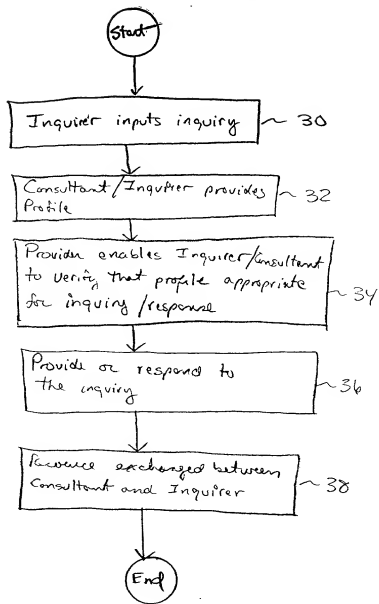 Start
Inquirer inputs inquiry
30
Consultant/Inquirer provides
Profile
32
Provider enables Inquirer/Consultant
to verify that profile appropriate
for inquiry/response
34
Provide or respond to
the inquiry
36
exchanged between
Consultant and Inquirer
38
End